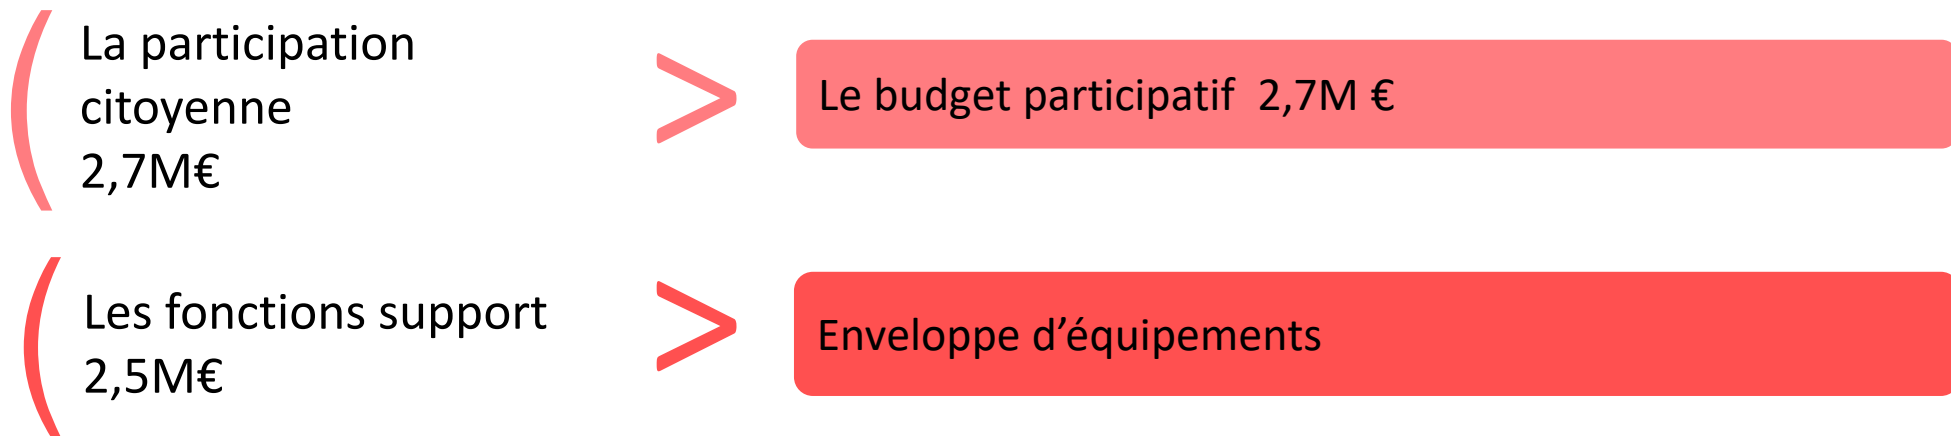 La participation
citoyenne
2,7M€
>
Le budget participatif  2,7M €
Les fonctions support
2,5M€
>
Enveloppe d’équipements